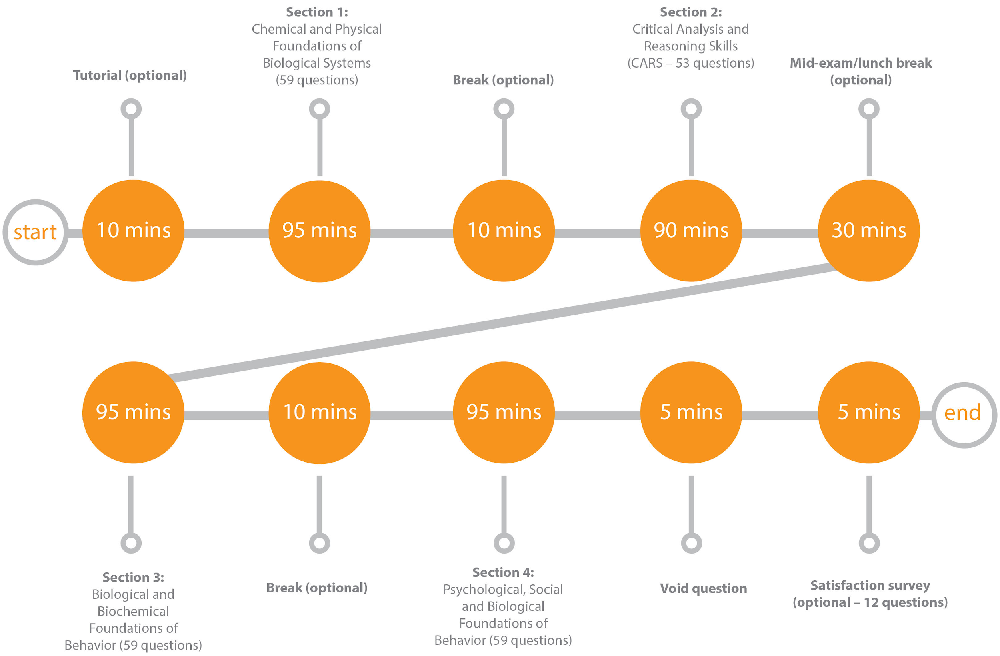 Tutorial (optional)
Section 1:
Chemical and Physical
Foundations of
Biological Systems
(59 questions)
Break (optional)
Section 2:
Critical Analysis and
Reasoning Skills
(CARS – 53 questions)
Mid-exam/lunch break
(optional)
start
10 mins
95 mins
10 mins
90 mins
30 mins
95 mins
10 mins
95 mins
5 mins
5 mins
end
Section 3:
Biological and
Biochemical
Foundations of
Behavior (59 questions)
Break (optional)
Section 4:
Psychological, Social
and Biological
Foundations of
Behavior (59 questions)
Void question
Satisfaction survey
(optional – 12 questions)